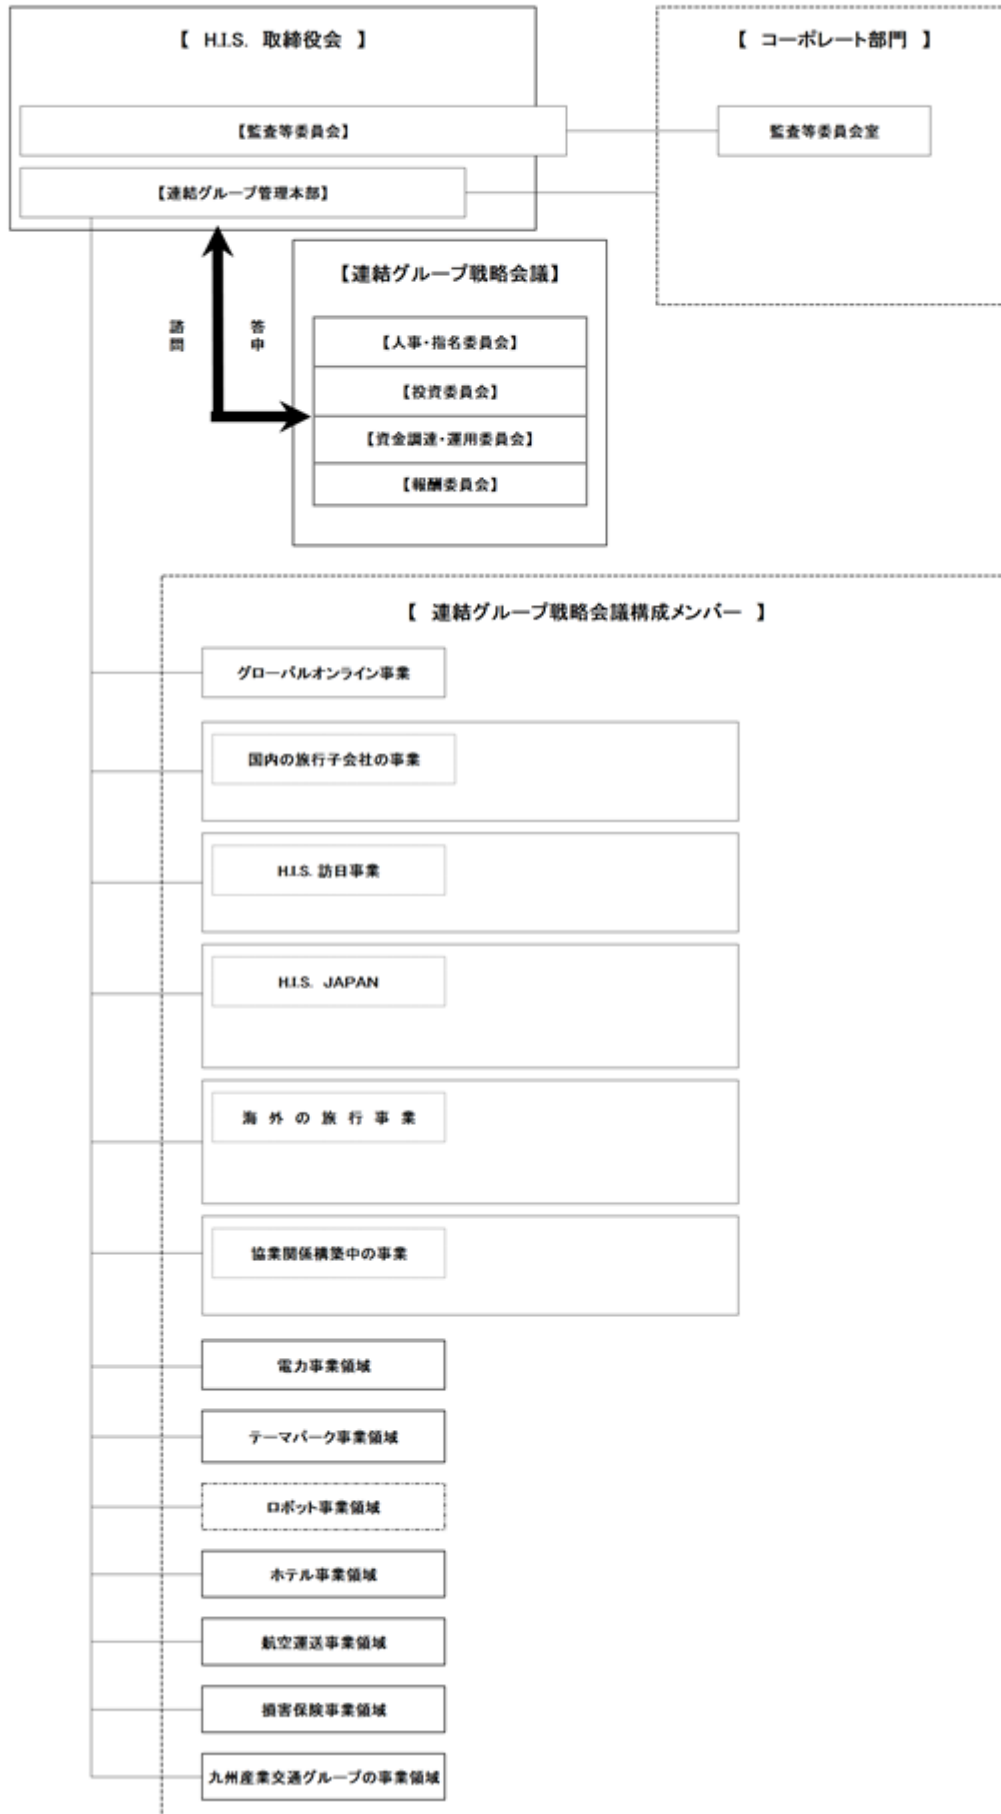 【 H.I.S. 取締役会 】
【 コーポレート部門 】
【監査等委員会】
監査等委員会室
【連結グループ管理本部】
【連結グループ戦略会議】
諮問
答申
【人事・指名委員会】
【投資委員会】
【資金調達・運用委員会】
【報酬委員会】
【 連結グループ戦略会議構成メンバー 】
グローバルオンライン事業
国内の旅行子会社の事業
H.I.S. 訪日事業
H.I.S. JAPAN
海 外 の 旅 行 事 業
協業関係構築中の事業
電力事業領域
テーマパーク事業領域
ロボット事業領域
ホテル事業領域
航空運送事業領域
損害保険事業領域
九州産業交通グループの事業領域